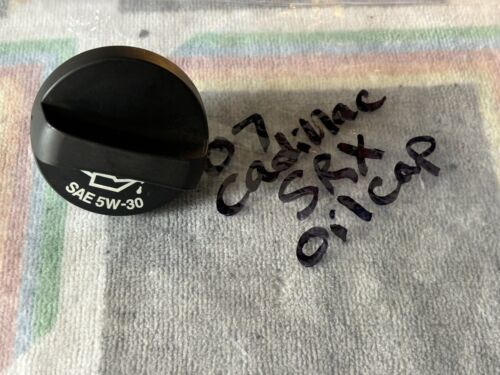 SAE 5W-30
07
Cadillac
SRX
Oil cap